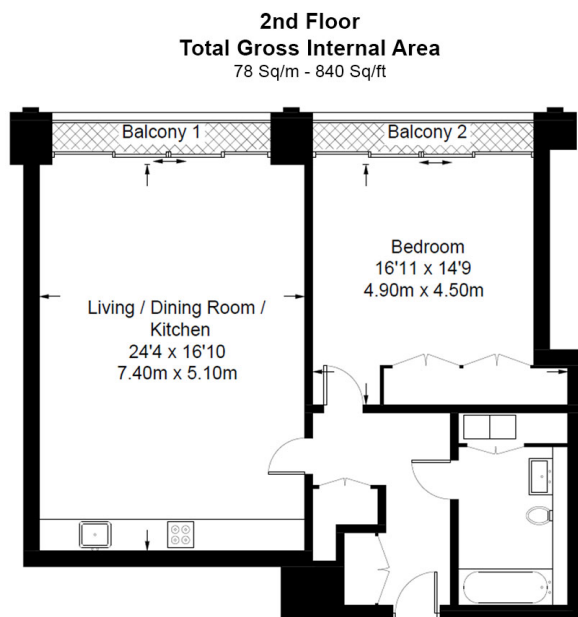 2nd Floor
Total Gross Internal Area
78 Sq/m - 840 Sq/ft
Balcony 1
Balcony 2
Bedroom
16'11 x 14'9
4.90m x 4.50m
Living / Dining Room /
Kitchen
24'4 x 16'10
7.40m x 5.10m